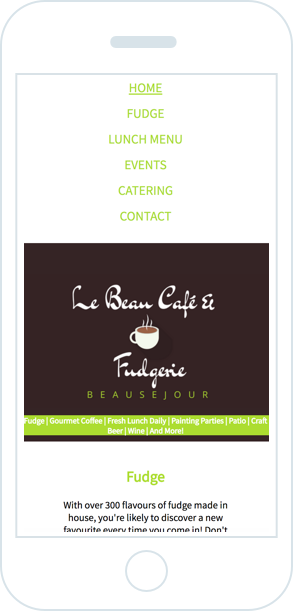 HOME
FUDGE
LUNCH MENU
EVENTS
CATERING
CONTACT
Le Beau Café &
Fudgerie
BEAUSEJOUR
Fudge | Gourmet Coffee | Fresh Lunch Daily | Painting Parties | Patio | Craft
Beer | Wine | And More!
Fudge
With over 300 flavours of fudge made in
house, you're likely to discover a new
favourite every time you come in! Don't